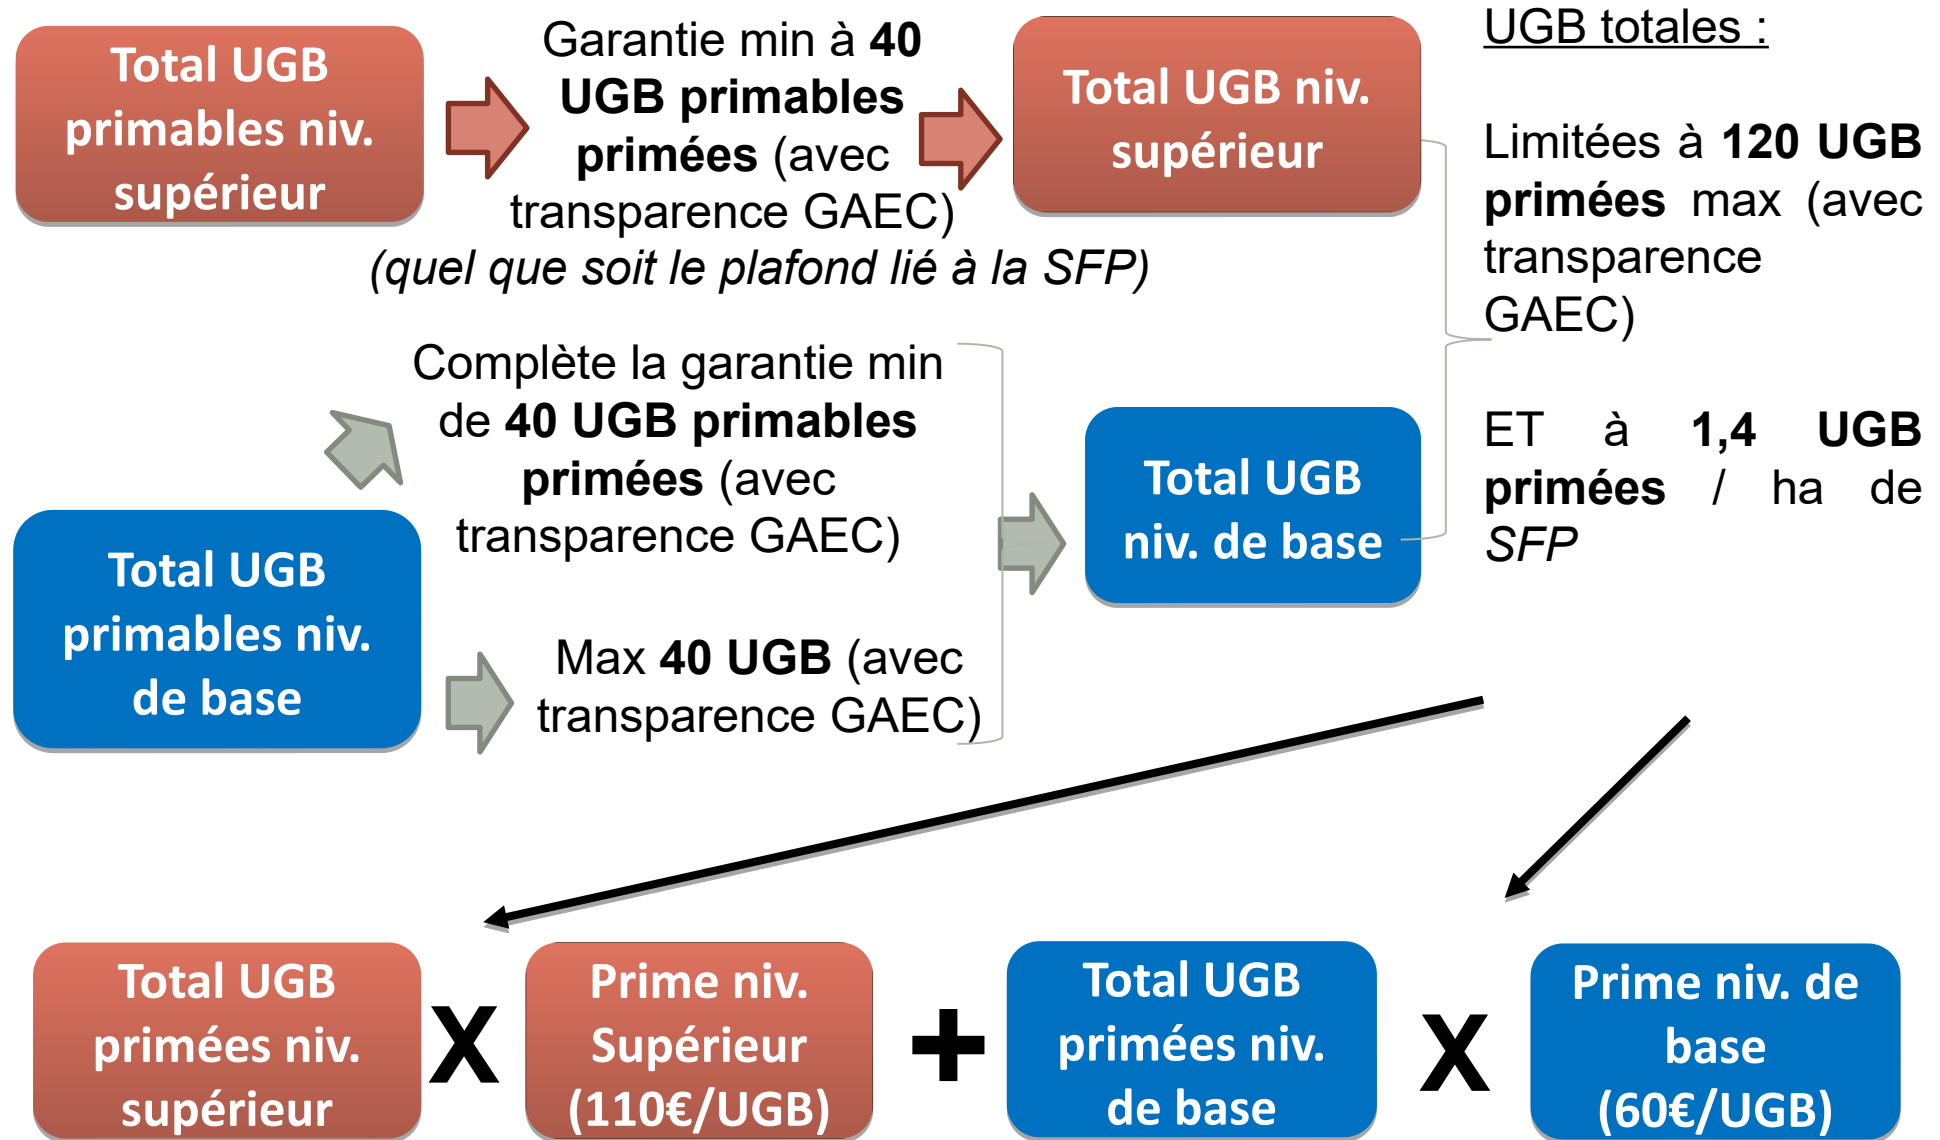 Total UGB
primables niv.
supérieur
Garantie min à 40
UGB primables
primées (avec
transparence GAEC)
(quel que soit le plafond lié à la SFP)
Total UGB niv.
supérieur
UGB totales :
Limitées à 120 UGB
primées max (avec
transparence
GAEC)
ET à 1,4 UGB
primées / ha de
SFP
Complète la garantie min
de 40 UGB primables
primées (avec
transparence GAEC)
Total UGB
primables niv.
de base
Max 40 UGB (avec
transparence GAEC)
Total UGB
niv. de base
Total UGB
primées niv.
supérieur
X
Prime niv.
Supérieur
(110€/UGB)
+
Total UGB
primées niv.
de base
X
Prime niv. de
base
(60€/UGB)